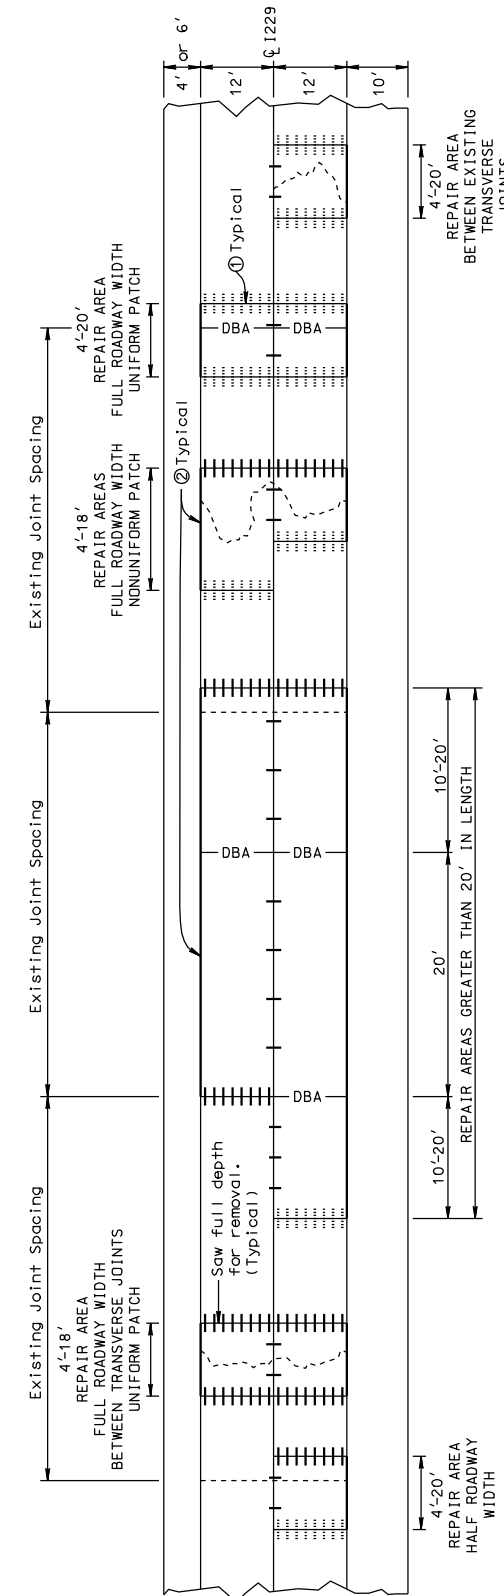 4' or 6'
12'
℄ I229
12'
10'
4'-20'
REPAIR AREA
BETWEEN EXISTING
TRANSVERSE
JOINTS
① Typical
4'-20'
REPAIR AREA
FULL ROADWAY WIDTH
UNIFORM PATCH
DBA
DBA
② Typical
4'-18'
REPAIR AREAS
FULL ROADWAY WIDTH
NONUNIFORM PATCH
Existing Joint Spacing
Existing Joint Spacing
DBA
DBA
10'-20'
20'
REPAIR AREAS GREATER THAN 20' IN LENGTH
DBA
10'-20'
Existing Joint Spacing
Saw full depth
for removal.
(Typical)
4'-18'
REPAIR AREA
FULL ROADWAY WIDTH
BETWEEN TRANSVERSE JOINTS
UNIFORM PATCH
4'-20'
REPAIR AREA
HALF ROADWAY
WIDTH